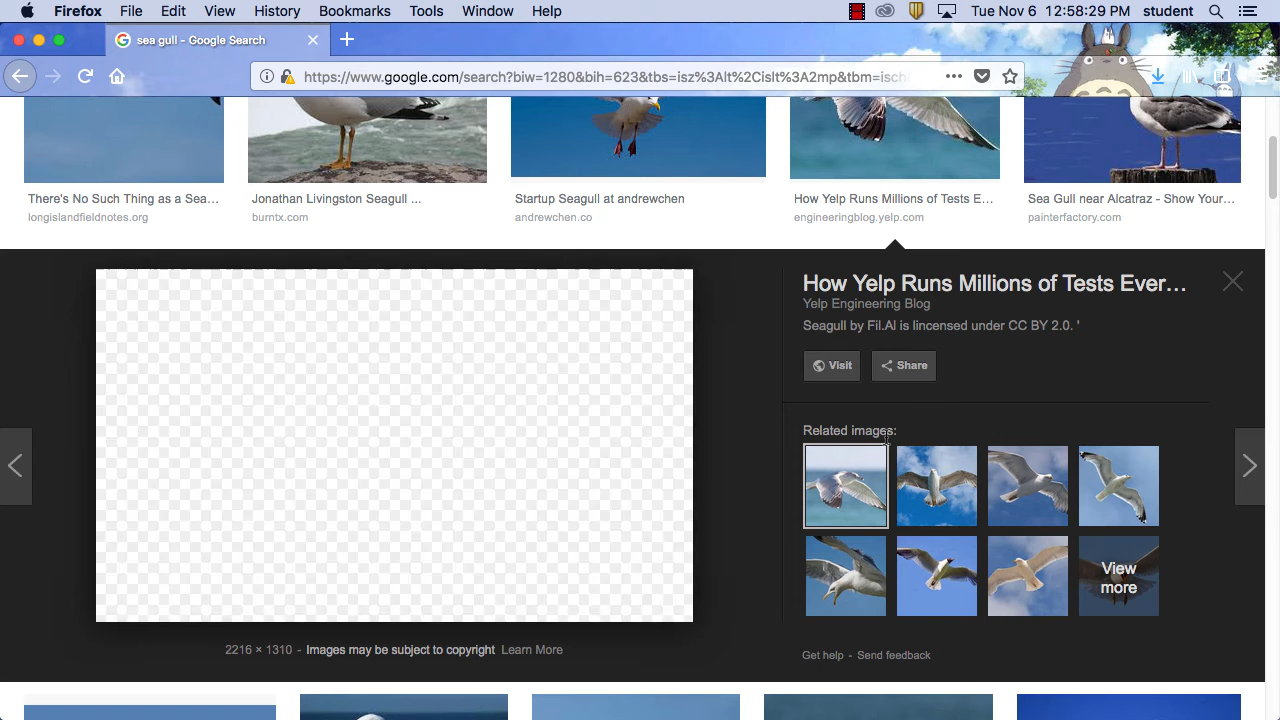 Firefox File Edit View History Bookmarks Tools Window Help Tue Nov 6 12:58:29 PM student
sea gull - Google Search
https://www.google.com/search?biw=1280&bih=623&tbs=isz%3Alt%2Cislt%3A2mp&tbm=isch
There's No Such Thing as a Sea…
longislandfieldnotes.org
Jonathan Livingston Seagull ...
burntx.com
Startup Seagull at andrewchen
andrewchen.co
How Yelp Runs Millions of Tests E…
engineeringblog.yelp.com
Sea Gull near Alcatraz - Show Your…
painterfactory.com
How Yelp Runs Millions of Tests Ever…
Yelp Engineering Blog
Seagull by Fil.Al is lincensed under CC BY 2.0. '
Visit Share
Related images:
View
more
2216 × 1310 - Images may be subject to copyright Learn More
Get help - Send feedback